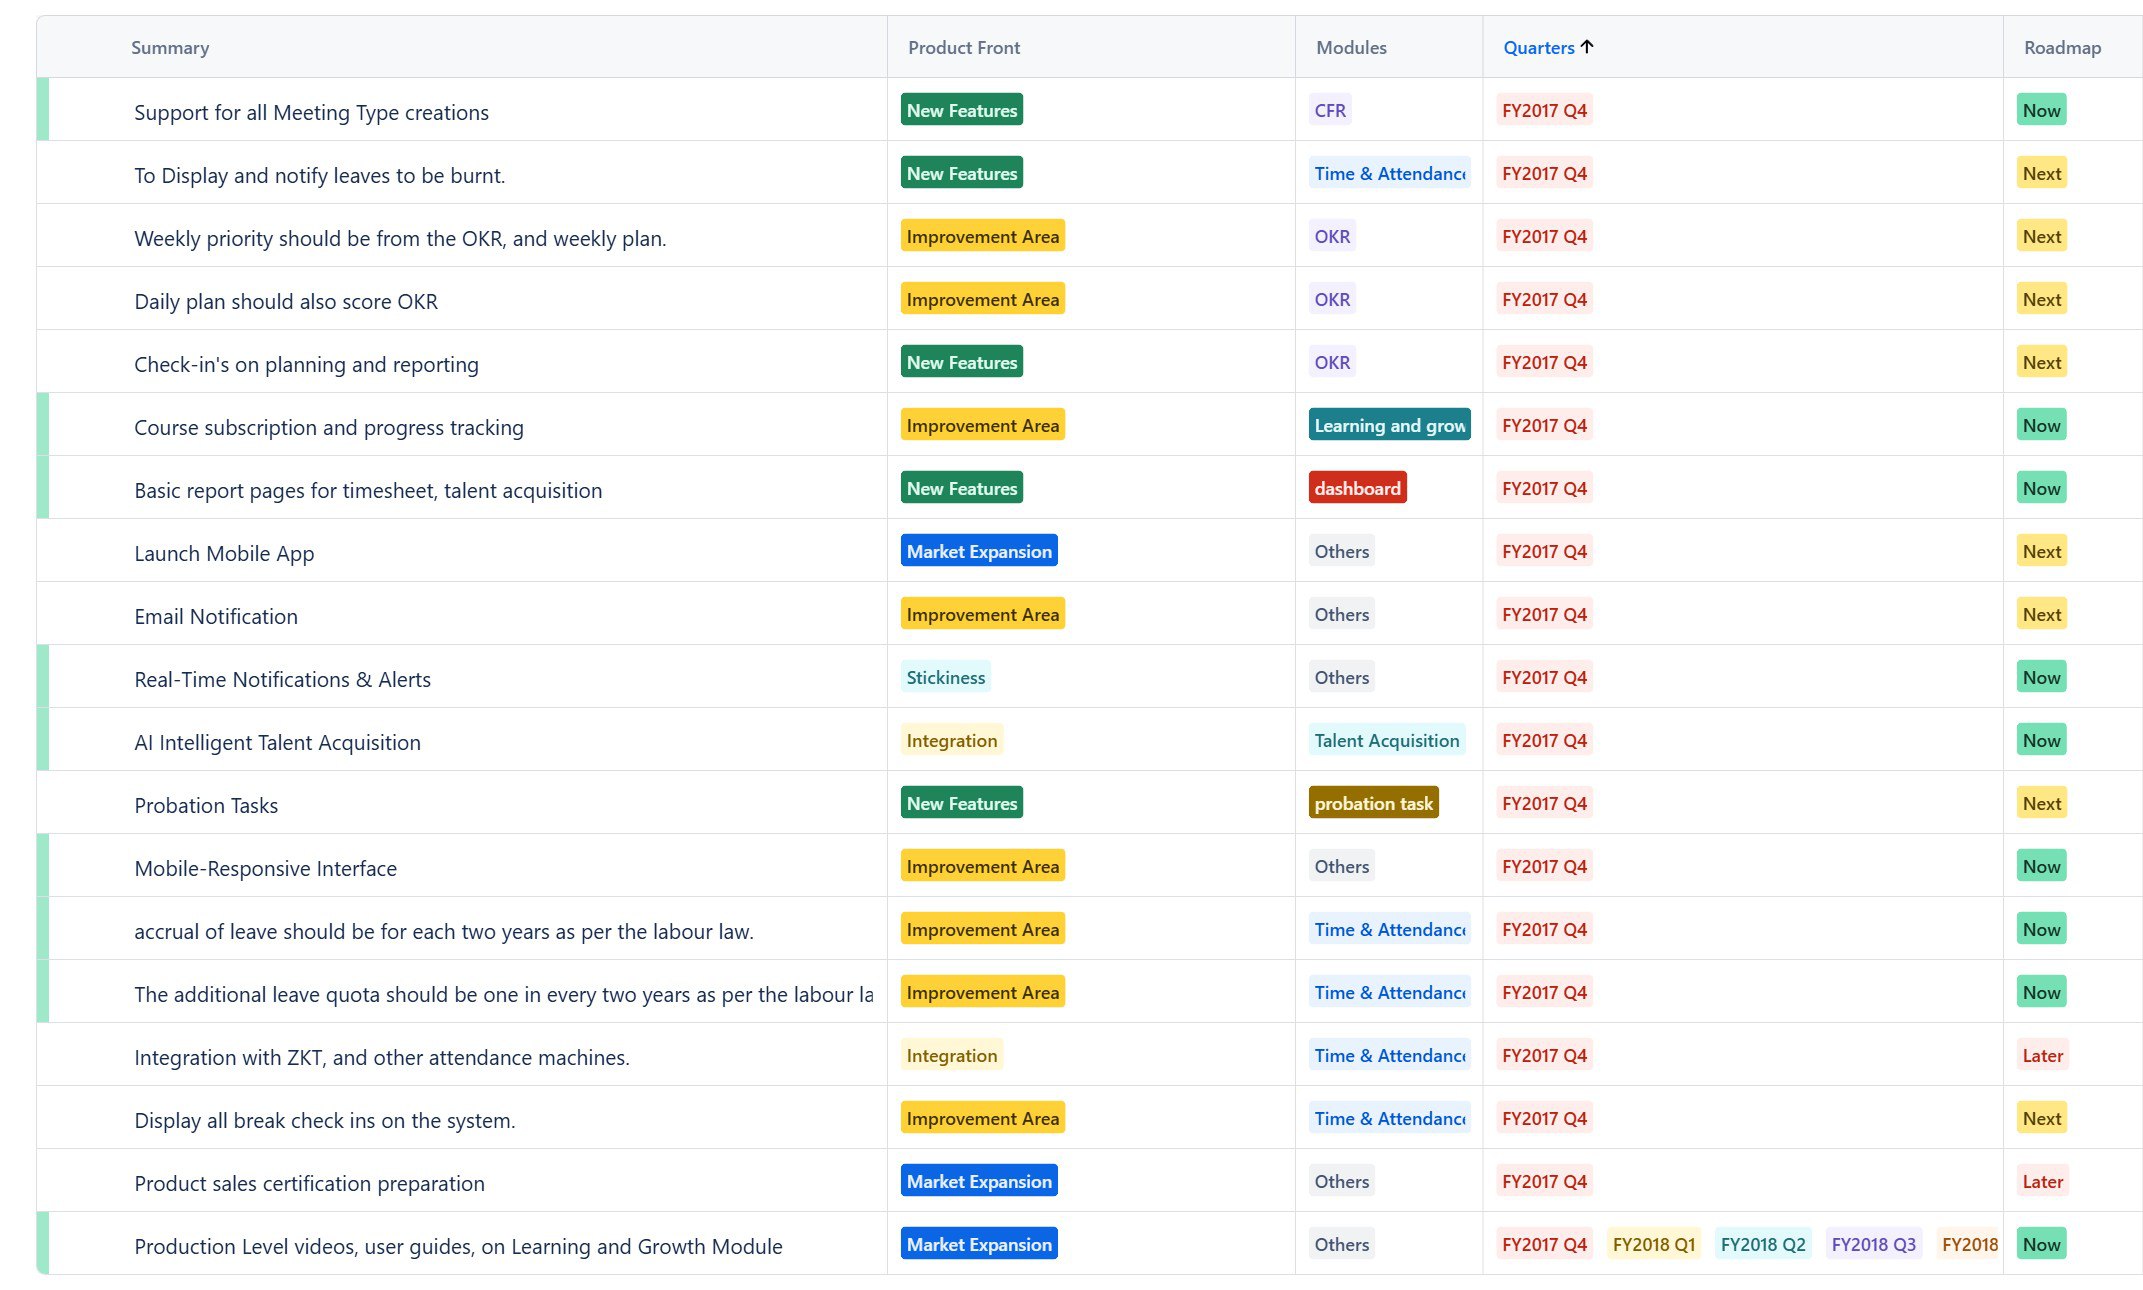 Summary Product Front Modules Quarters ↑ Roadmap
Support for all Meeting Type creations New Features CFR FY2017 Q4 Now
To Display and notify leaves to be burnt. New Features Time & Attendanc FY2017 Q4 Next
Weekly priority should be from the OKR, and weekly plan. Improvement Area OKR FY2017 Q4 Next
Daily plan should also score OKR Improvement Area OKR FY2017 Q4 Next
Check-in's on planning and reporting New Features OKR FY2017 Q4 Next
Course subscription and progress tracking Improvement Area Learning and grow FY2017 Q4 Now
Basic report pages for timesheet, talent acquisition New Features dashboard FY2017 Q4 Now
Launch Mobile App Market Expansion Others FY2017 Q4 Next
Email Notification Improvement Area Others FY2017 Q4 Next
Real-Time Notifications & Alerts Stickiness Others FY2017 Q4 Now
AI Intelligent Talent Acquisition Integration Talent Acquisition FY2017 Q4 Now
Probation Tasks New Features probation task FY2017 Q4 Next
Mobile-Responsive Interface Improvement Area Others FY2017 Q4 Now
accrual of leave should be for each two years as per the labour law. Improvement Area Time & Attendanc FY2017 Q4 Now
The additional leave quota should be one in every two years as per the labour la Improvement Area Time & Attendanc FY2017 Q4 Now
Integration with ZKT, and other attendance machines. Integration Time & Attendanc FY2017 Q4 Later
Display all break check ins on the system. Improvement Area Time & Attendanc FY2017 Q4 Next
Product sales certification preparation Market Expansion Others FY2017 Q4 Later
Production Level videos, user guides, on Learning and Growth Module Market Expansion Others FY2017 Q4 FY2018 Q1 FY2018 Q2 FY2018 Q3 FY2018 Now